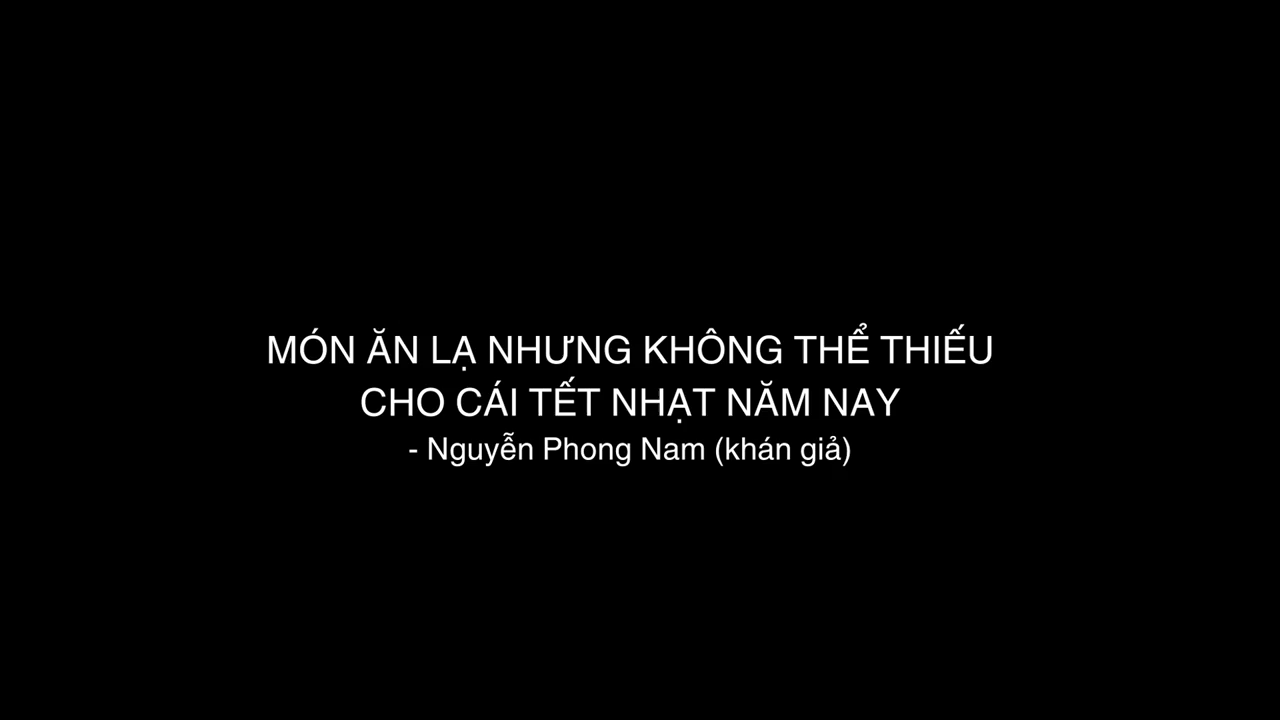 MÓN ĂN LẠ NHƯNG KHÔNG THỂ THIẾU
CHO CÁI TẾT NHẠT NĂM NAY
- Nguyễn Phong Nam (khán giả)